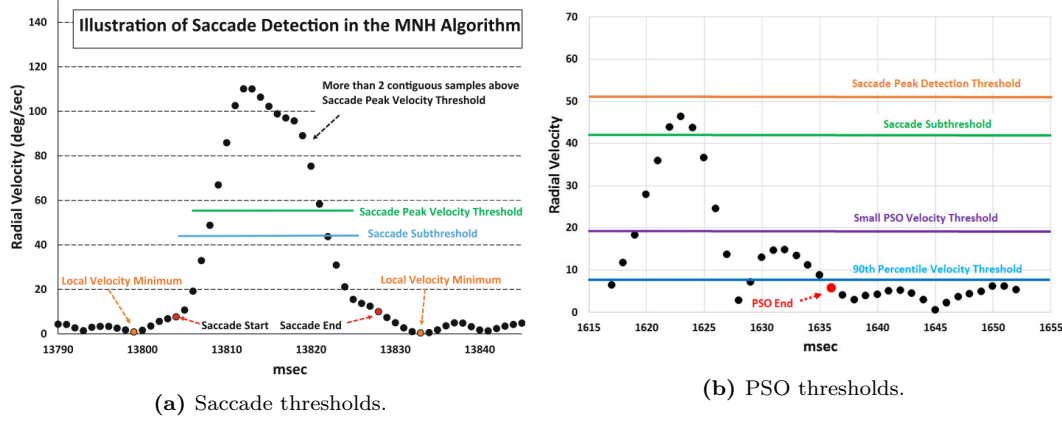 Illustration of Saccade Detection in the MNH Algorithm
140
120
100
80
60
40
20
0
Radial Velocity (deg/sec)
More than 2 contiguous samples above
Saccade Peak Velocity Threshold
Saccade Peak Velocity Threshold
Saccade Subthreshold
Local Velocity Minimum
Local Velocity Minimum
Saccade Start
Saccade End
13790
13800
13810
13820
13830
13840
msec
(a) Saccade thresholds.
70
60
50
40
30
20
10
0
Radial Velocity
Saccade Peak Detection Threshold
Saccade Subthreshold
Small PSO Velocity Threshold
90th Percentile Velocity Threshold
PSO End
1615
1620
1625
1630
1635
1640
1645
1650
1655
msec
(b) PSO thresholds.